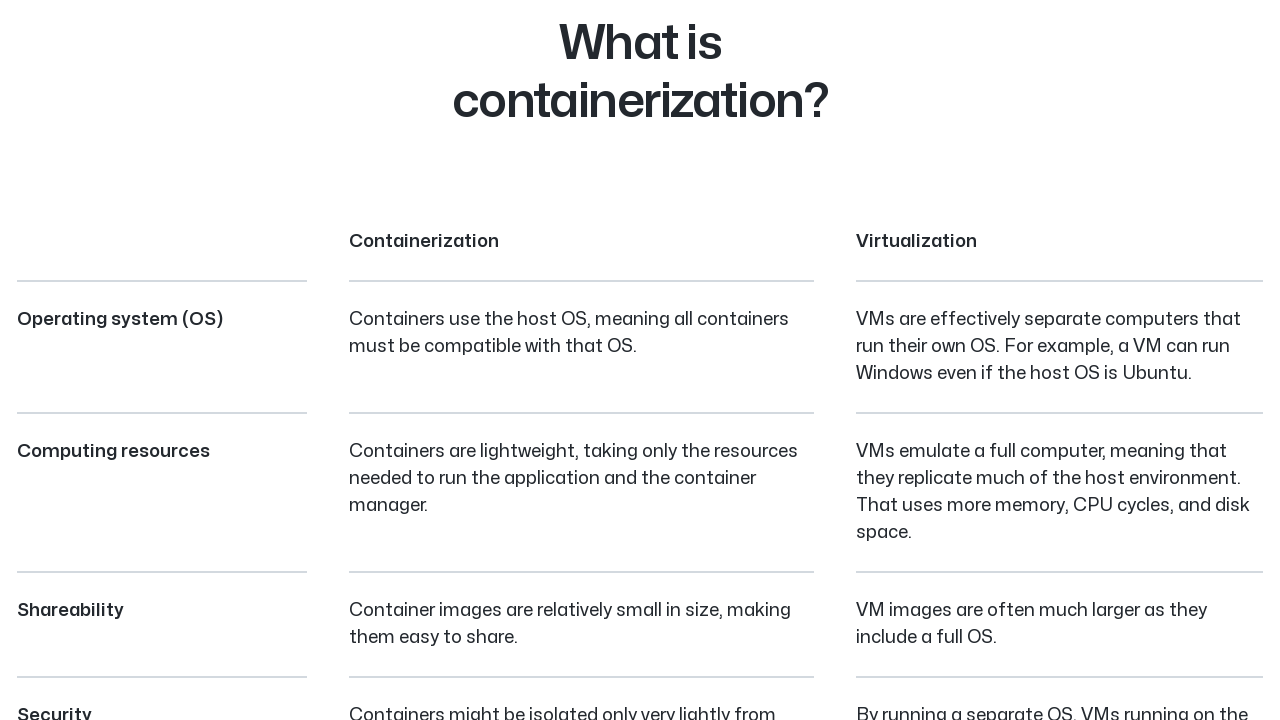 What is
containerization?
Containerization
Virtualization
Operating system (OS)
Containers use the host OS, meaning all containers
must be compatible with that OS.
VMs are effectively separate computers that
run their own OS. For example, a VM can run
Windows even if the host OS is Ubuntu.
Computing resources
Containers are lightweight, taking only the resources
needed to run the application and the container
manager.
VMs emulate a full computer, meaning that
they replicate much of the host environment.
That uses more memory, CPU cycles, and disk
space.
Shareability
Container images are relatively small in size, making
them easy to share.
VM images are often much larger as they
include a full OS.
Security
Containers might be isolated only very lightly from
By running a separate OS, VMs running on the